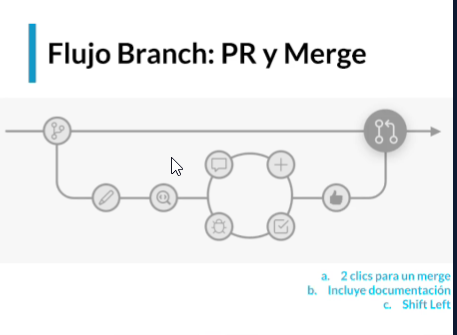 Flujo Branch: PR y Merge
a. 2 clics para un merge
b. Incluye documentación
c. Shift Left